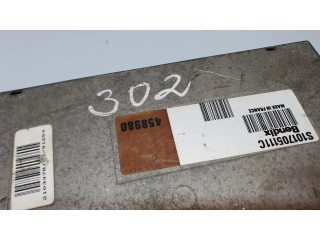 302
S101705111C
Bendix
MADE IN FRANCE
458980